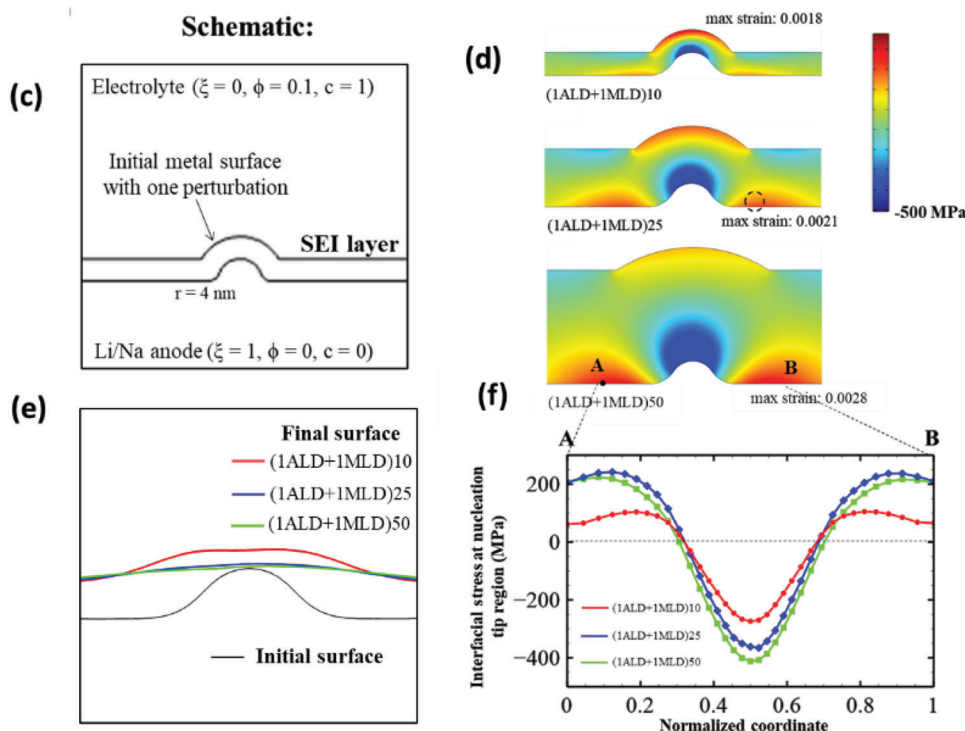 Schematic:
(c)
Electrolyte (ξ = 0, ϕ = 0.1, c = 1)
Initial metal surface
with one perturbation
SEI layer
r = 4 nm
Li/Na anode (ξ = 1, ϕ = 0, c = 0)
(d)
max strain: 0.0018
(1ALD+1MLD)10
(1ALD+1MLD)25
max strain: 0.0021
-500 MPa
A
B
(1ALD+1MLD)50
max strain: 0.0028
(e)
Final surface
(1ALD+1MLD)10
(1ALD+1MLD)25
(1ALD+1MLD)50
Initial surface
(f)
A
B
Interfacial stress at nucleation
tip region (MPa)
200
0
−200
−400
(1ALD+1MLD)10
(1ALD+1MLD)25
(1ALD+1MLD)50
0 0.2 0.4 0.6 0.8 1
Normalized coordinate